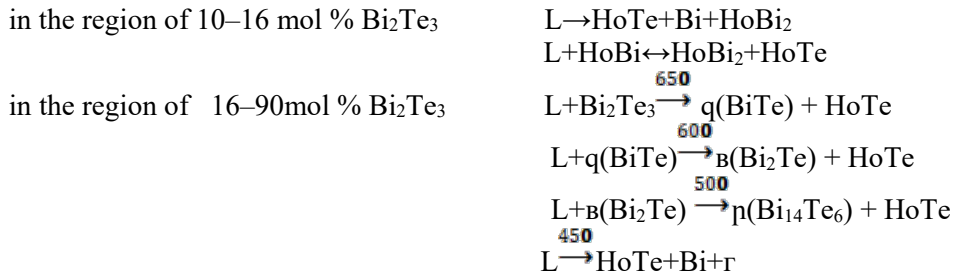 in the region of 10–16 mol % Bi₂Te₃ L→HoTe+Bi+HoBi₂
L+HoBi↔HoBi₂+HoTe
650
in the region of 16–90mol % Bi₂Te₃ L+Bi₂Te₃→ q(BiTe) + HoTe
600
L+q(BiTe)→в(Bi₂Te) + HoTe
500
L+в(Bi₂Te) →п(Bi₁₄Te₆) + HoTe
450
L→HoTe+Bi+г